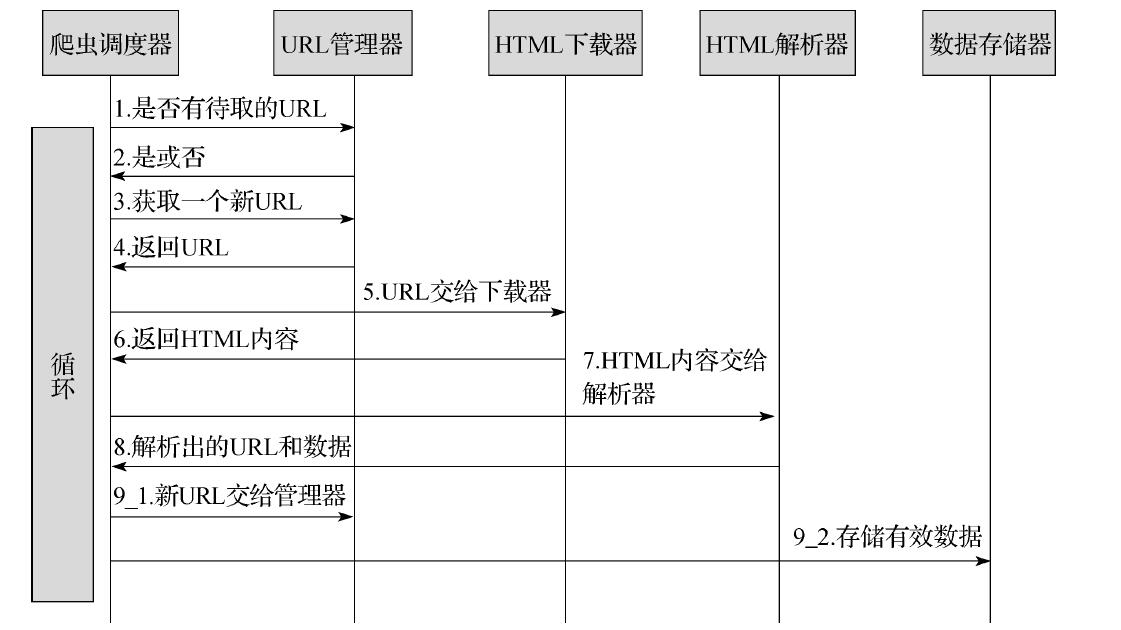 爬虫调度器
URL管理器
HTML下载器
HTML解析器
数据存储器
1.是否有待取的URL
2.是或否
3.获取一个新URL
4.返回URL
5.URL交给下载器
6.返回HTML内容
7.HTML内容交给
解析器
循
环
8.解析出的URL和数据
9_1.新URL交给管理器
9_2.存储有效数据